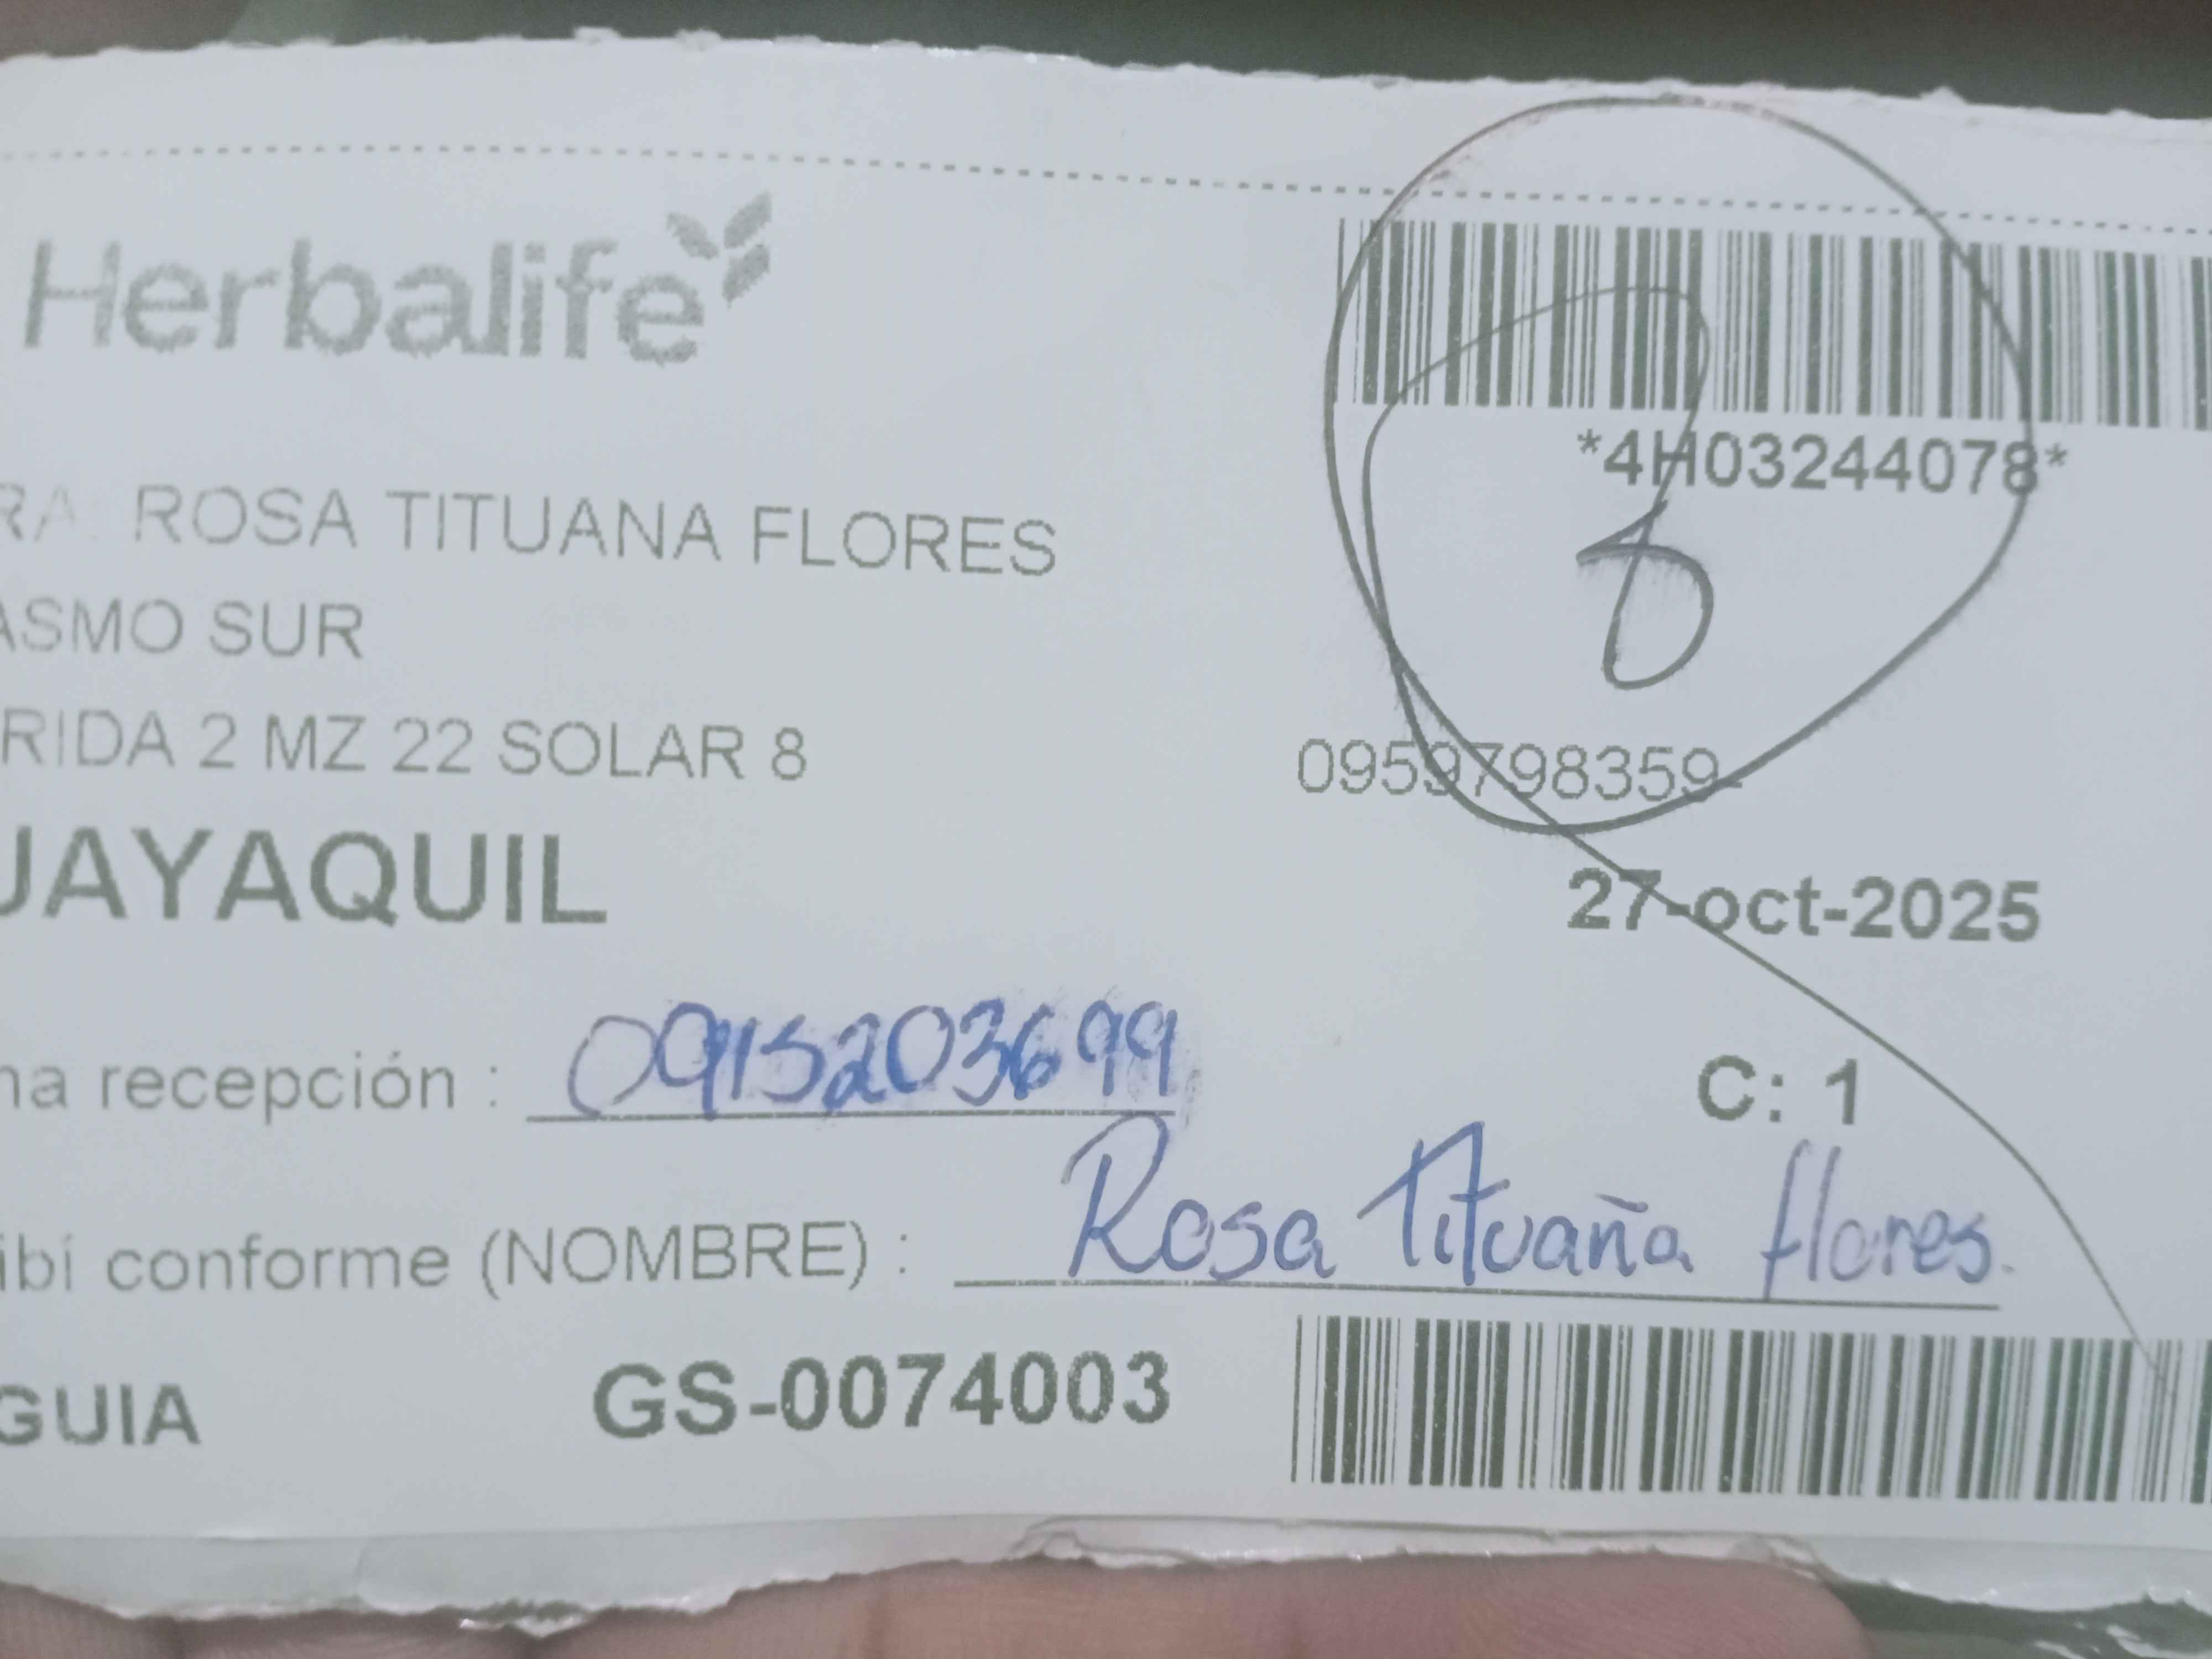 Herbalife
*4H03244078*
8
RA: ROSA TITUANA FLORES
ASMO SUR
RIDA 2 MZ 22 SOLAR 8
0959798359-
UAYAQUIL
27-oct-2025
na recepción : 0915203699
C: 1
ibí conforme (NOMBRE) : Rosa Tituaña flores.
GUIA GS-0074003